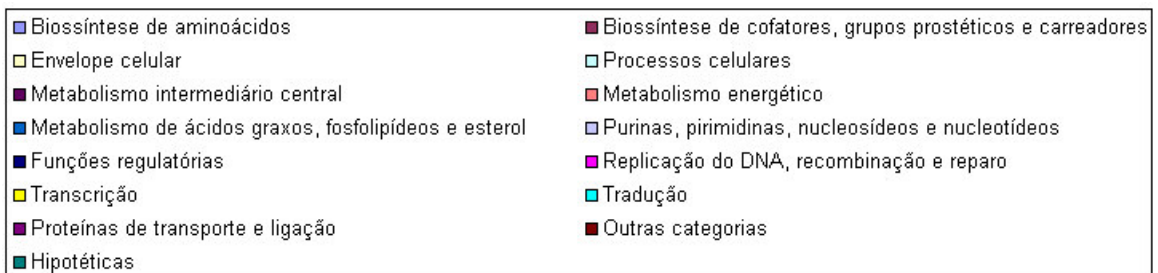 Biossíntese de aminoácidos Biossíntese de cofatores, grupos prostéticos e carreadores
Envelope celular Processos celulares
Metabolismo intermediário central Metabolismo energético
Metabolismo de ácidos graxos, fosfolipídeos e esterol Purinas, pirimidinas, nucleosídeos e nucleotídeos
Funções regulatórias Replicação do DNA, recombinação e reparo
Transcrição Tradução
Proteínas de transporte e ligação Outras categorias
Hipotéticas